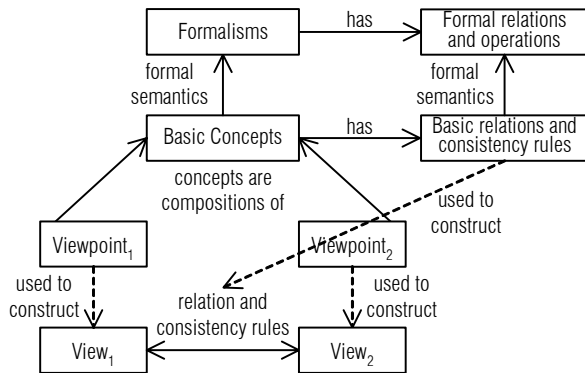 Formalisms
has
Formal relations
and operations
formal
semantics
formal
semantics
Basic Concepts
has
Basic relations and
consistency rules
concepts are
compositions of
used to
construct
Viewpoint1
Viewpoint2
used to
construct
relation and
consistency rules
used to
construct
View1
View2